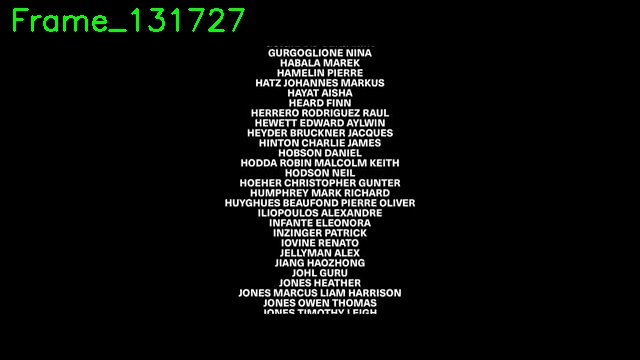 Frame_131727
GURGOGLIONE NINA
HABALA MAREK
HAMELIN PIERRE
HATZ JOHANNES MARKUS
HAYAT AISHA
HEARD FINN
HERRERO RODRIGUEZ RAUL
HEWETT EDWARD AYLWIN
HEYDER BRUCKNER JACQUES
HINTON CHARLIE JAMES
HOBSON DANIEL
HODDA ROBIN MALCOLM KEITH
HODSON NEIL
HOEHER CHRISTOPHER GUNTER
HUMPHREY MARK RICHARD
HUYGHUES BEAUFOND PIERRE OLIVER
ILIOPOULOS ALEXANDRE
INFANTE ELEONORA
INZINGER PATRICK
IOVINE RENATO
JELLYMAN ALEX
JIANG HAOZHONG
JOHL GURU
JONES HEATHER
JONES MARCUS LIAM HARRISON
JONES OWEN THOMAS
JONES TIMOTHY LEIGH